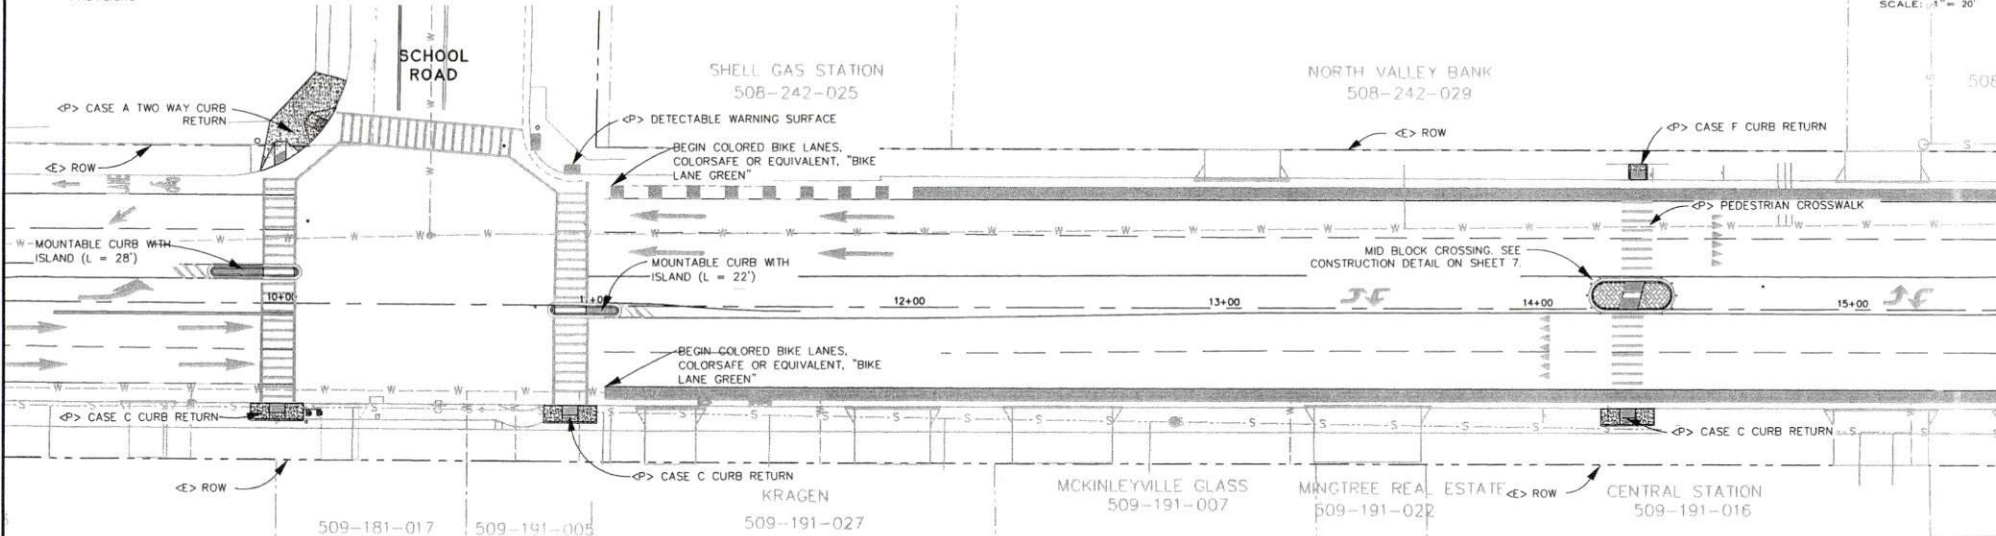 SCALE: 1"= 20'
SCHOOL
ROAD
SHELL GAS STATION
508-242-025
NORTH VALLEY BANK
508-242-029
508
<P> CASE A TWO WAY CURB
RETURN
<P> DETECTABLE WARNING SURFACE
<E> ROW
<P> CASE F CURB RETURN
<E> ROW
BEGIN COLORED BIKE LANES,
COLORSAFE OR EQUIVALENT, "BIKE
LANE GREEN"
<P> PEDESTRIAN CROSSWALK
MOUNTABLE CURB WITH
ISLAND (L = 28')
MOUNTABLE CURB WITH
ISLAND (L = 22')
MID BLOCK CROSSING. SEE
CONSTRUCTION DETAIL ON SHEET 7.
10+00
11+00
12+00
13+00
14+00
15+00
BEGIN COLORED BIKE LANES,
COLORSAFE OR EQUIVALENT, "BIKE
LANE GREEN"
<P> CASE C CURB RETURN
<P> CASE C CURB RETURN
<P> CASE C CURB RETURN
<E> ROW
<E> ROW
KRAGEN
509-191-027
MCKINLEYVILLE GLASS
509-191-007
MINGTREE REAL ESTATE
509-191-022
CENTRAL STATION
509-191-016
509-181-017
509-191-005